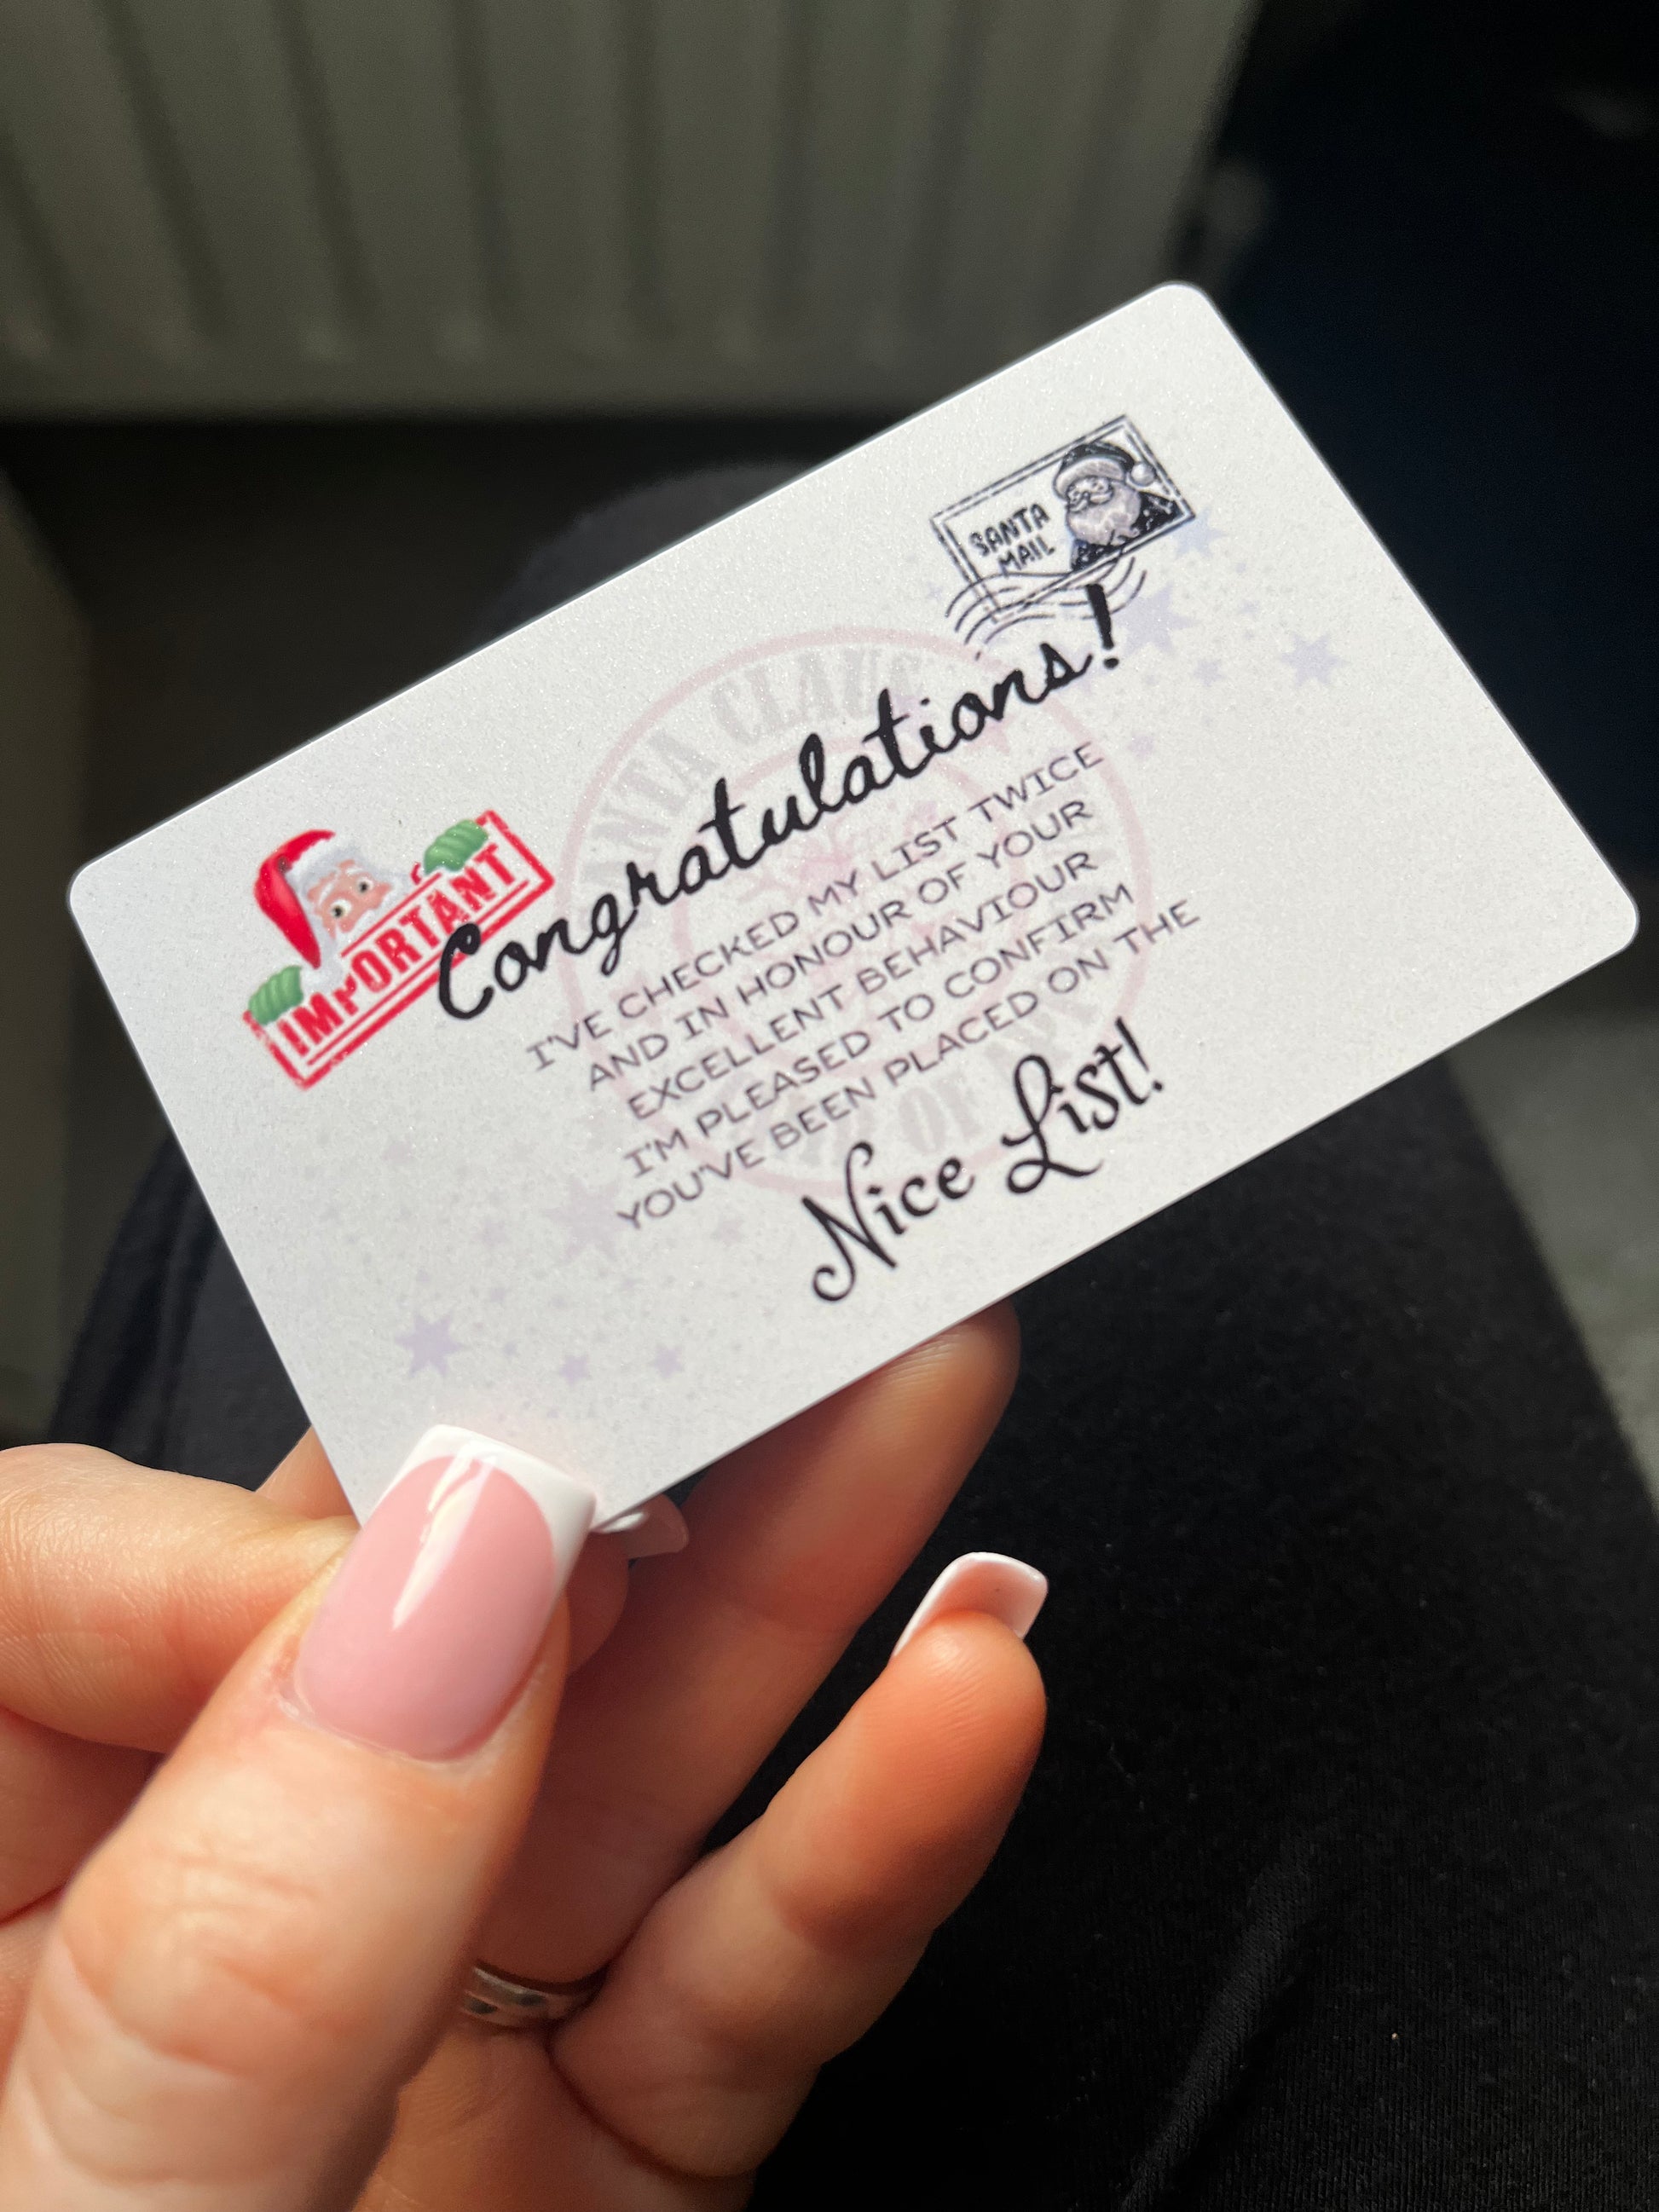 SANTA
MAIL
IMPORTANT
Congratulations!
I'VE CHECKED MY LIST TWICE
AND IN HONOUR OF YOUR
EXCELLENT BEHAVIOUR
I'M PLEASED TO CONFIRM
YOU'VE BEEN PLACED ON THE
Nice List!